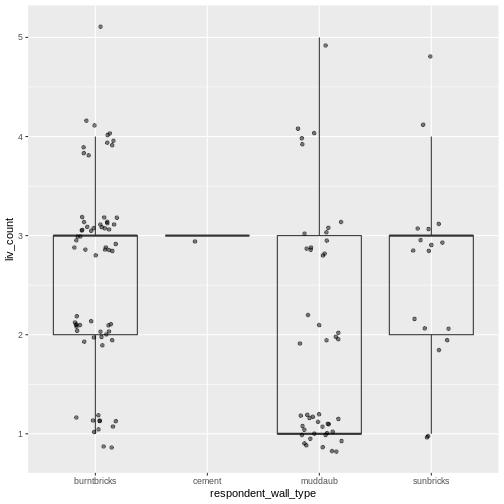 5
4
3
2
1
liv_count
burntbricks cement muddaub sunbricks
respondent_wall_type